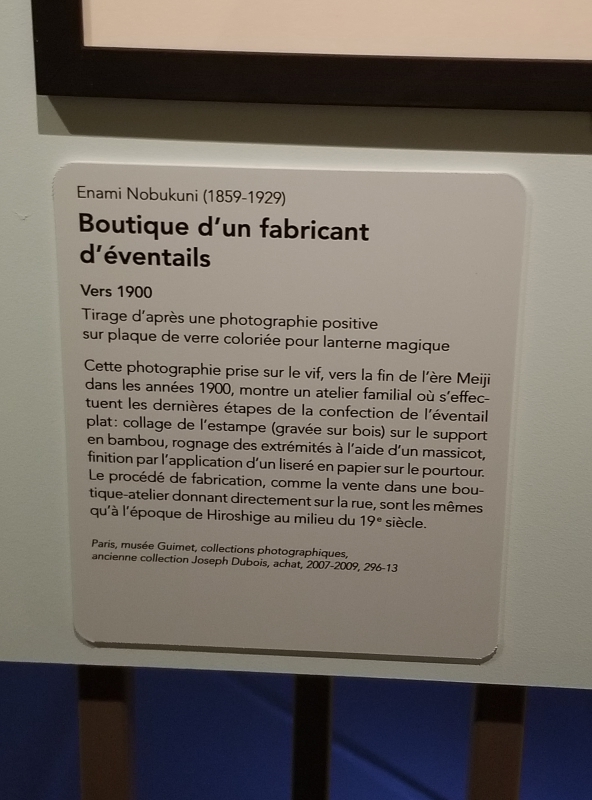 Enami Nobukuni (1859-1929)
Boutique d'un fabricant
d'éventails
Vers 1900
Tirage d'après une photographie positive
sur plaque de verre coloriée pour lanterne magique
Cette photographie prise sur le vif, vers la fin de l'ère Meiji
dans les années 1900, montre un atelier familial où s'effec-
tuent les dernières étapes de la confection de l'éventail
plat : collage de l'estampe (gravée sur bois) sur le support
en bambou, rognage des extrémités à l'aide d'un massicot,
finition par l'application d'un liseré en papier sur le pourtour.
Le procédé de fabrication, comme la vente dans une bou-
tique-atelier donnant directement sur la rue, sont les mêmes
qu'à l'époque de Hiroshige au milieu du 19ᵉ siècle.
Paris, musée Guimet, collections photographiques,
ancienne collection Joseph Dubois, achat, 2007-2009, 296-13